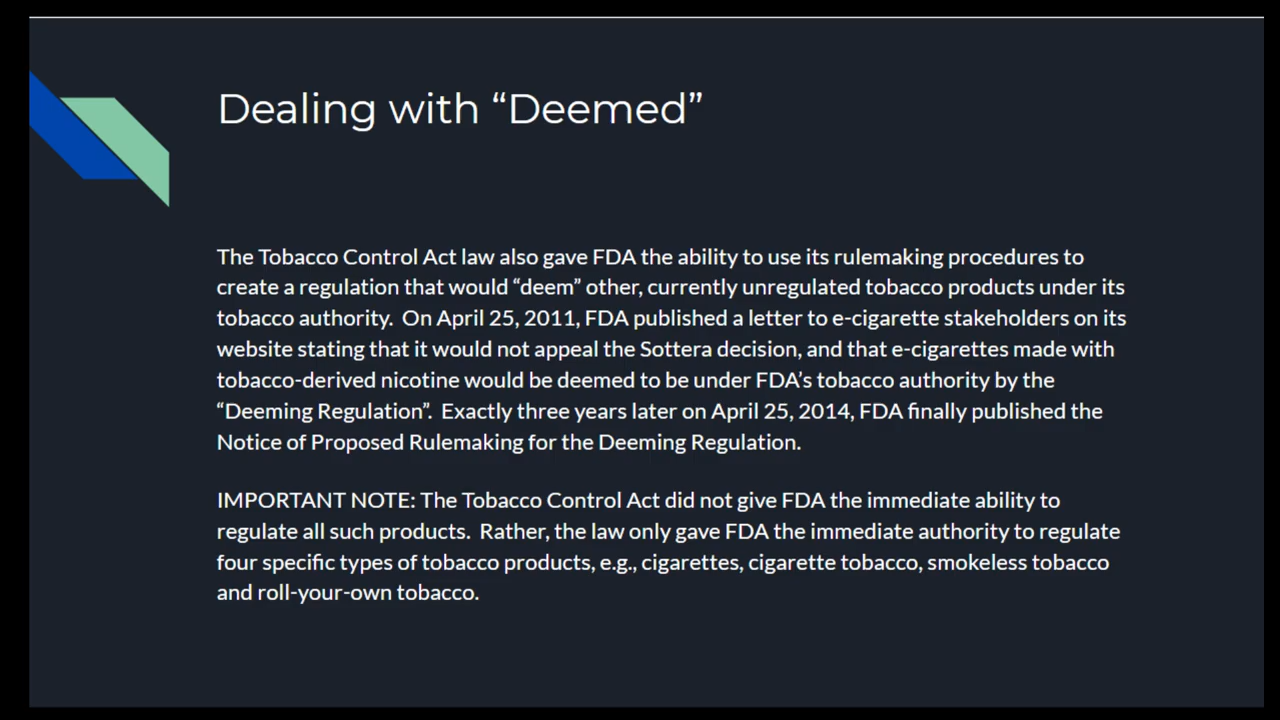 Dealing with “Deemed”
The Tobacco Control Act law also gave FDA the ability to use its rulemaking procedures to
create a regulation that would “deem” other, currently unregulated tobacco products under its
tobacco authority.  On April 25, 2011, FDA published a letter to e-cigarette stakeholders on its
website stating that it would not appeal the Sottera decision, and that e-cigarettes made with
tobacco-derived nicotine would be deemed to be under FDA’s tobacco authority by the
“Deeming Regulation”.  Exactly three years later on April 25, 2014, FDA finally published the
Notice of Proposed Rulemaking for the Deeming Regulation.
IMPORTANT NOTE: The Tobacco Control Act did not give FDA the immediate ability to
regulate all such products.  Rather, the law only gave FDA the immediate authority to regulate
four specific types of tobacco products, e.g., cigarettes, cigarette tobacco, smokeless tobacco
and roll-your-own tobacco.